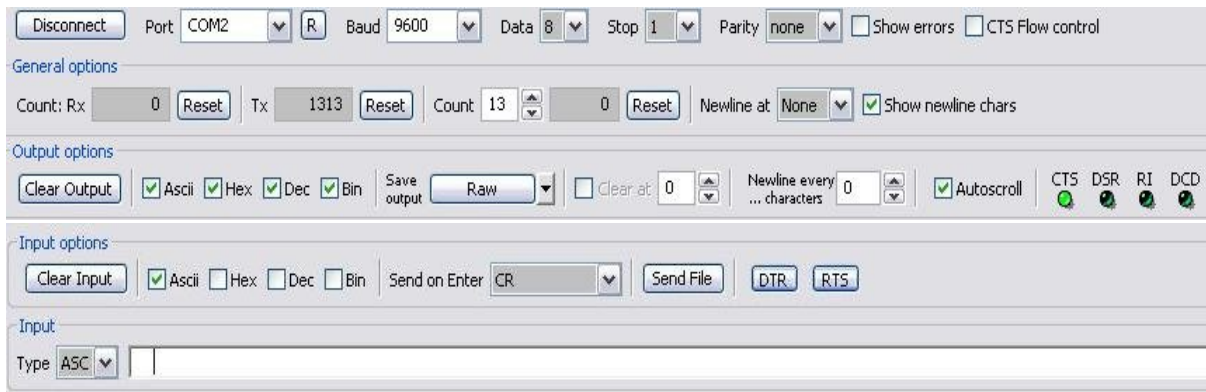 Disconnect Port COM2 R Baud 9600 Data 8 Stop 1 Parity none Show errors CTS Flow control
General options
Count: Rx 0 Reset Tx 1313 Reset Count 13 0 Reset Newline at None Show newline chars
Output options
Clear Output Ascii Hex Dec Bin Save output Raw Clear at 0 Newline every ... characters 0 Autoscroll CTS DSR RI DCD
Input options
Clear Input Ascii Hex Dec Bin Send on Enter CR Send File DTR RTS
Input
Type ASC